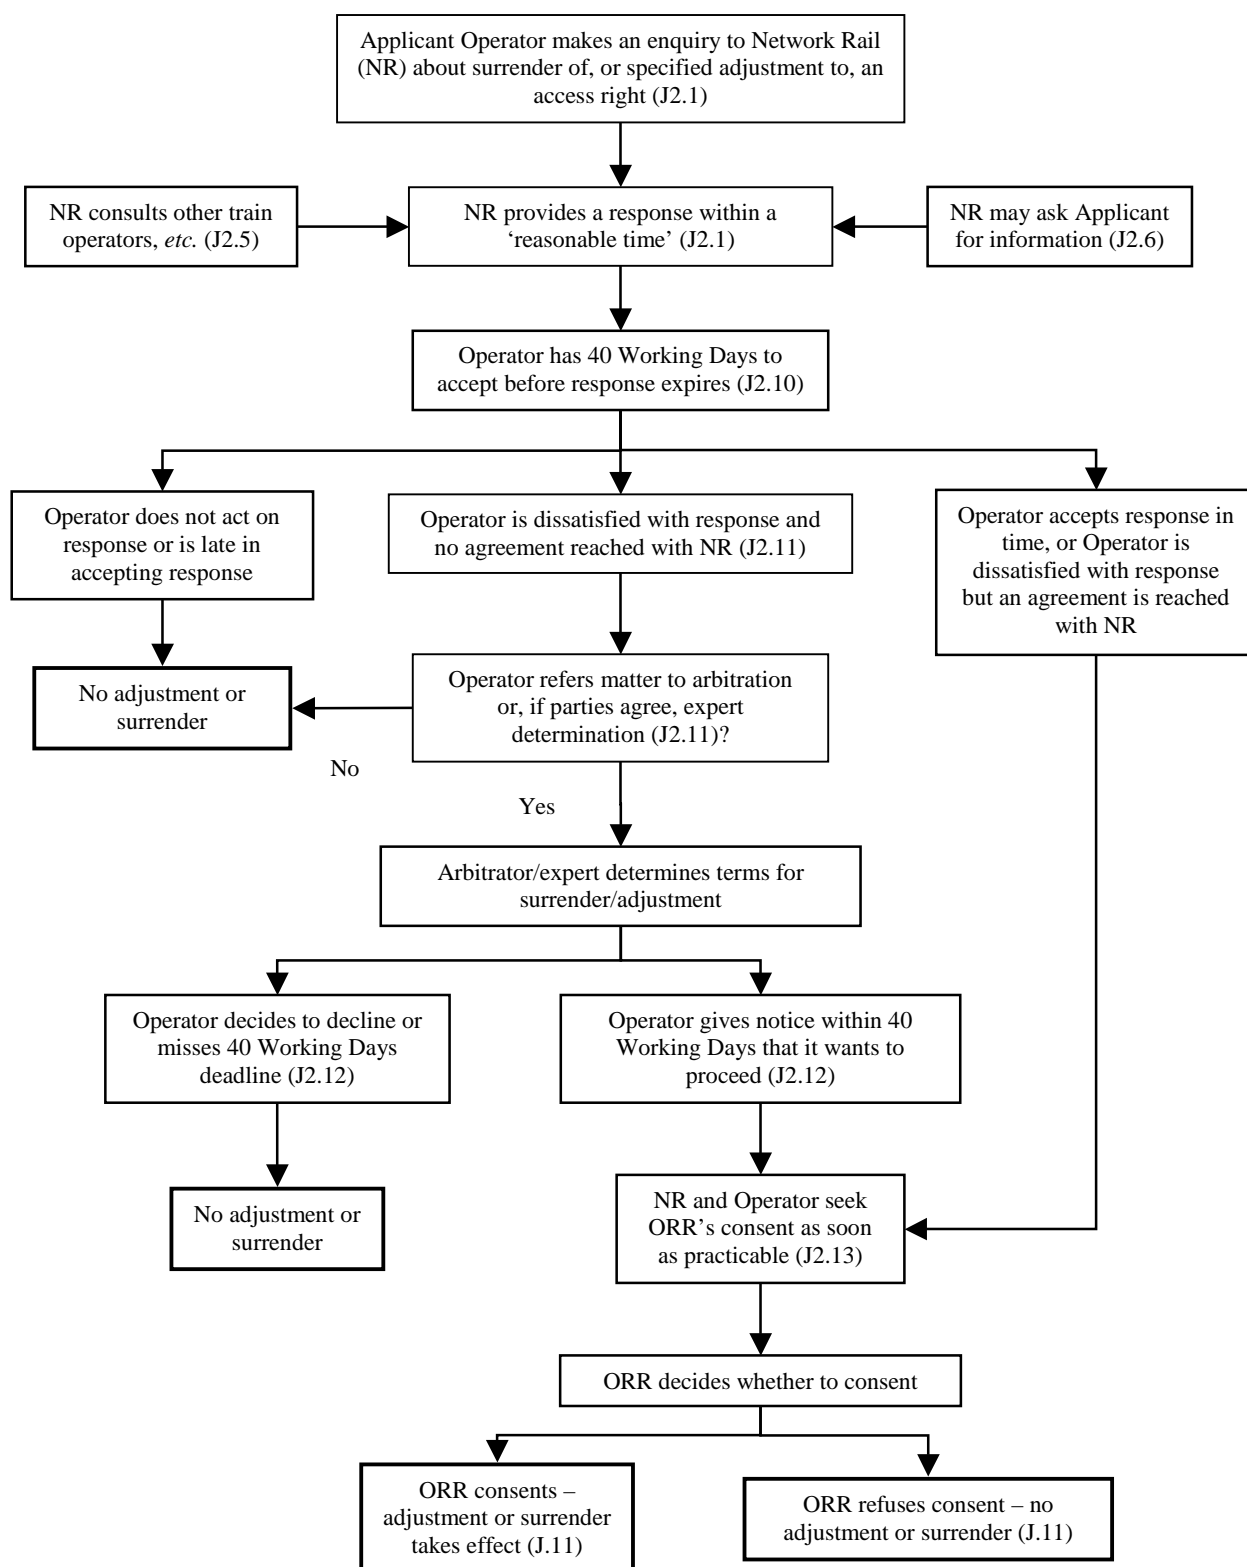 Applicant Operator makes an enquiry to Network Rail
(NR) about surrender of, or specified adjustment to, an
access right (J2.1)
NR consults other train
operators, etc. (J2.5)
NR provides a response within a
‘reasonable time’ (J2.1)
NR may ask Applicant
for information (J2.6)
Operator has 40 Working Days to
accept before response expires (J2.10)
Operator does not act on
response or is late in
accepting response
Operator is dissatisfied with response and
no agreement reached with NR (J2.11)
Operator accepts response in
time, or Operator is
dissatisfied with response
but an agreement is reached
with NR
No adjustment or
surrender
Operator refers matter to arbitration
or, if parties agree, expert
determination (J2.11)?
No
Yes
Arbitrator/expert determines terms for
surrender/adjustment
Operator decides to decline or
misses 40 Working Days
deadline (J2.12)
Operator gives notice within 40
Working Days that it wants to
proceed (J2.12)
No adjustment or
surrender
NR and Operator seek
ORR’s consent as soon
as practicable (J2.13)
ORR decides whether to consent
ORR consents –
adjustment or surrender
takes effect (J.11)
ORR refuses consent – no
adjustment or surrender (J.11)